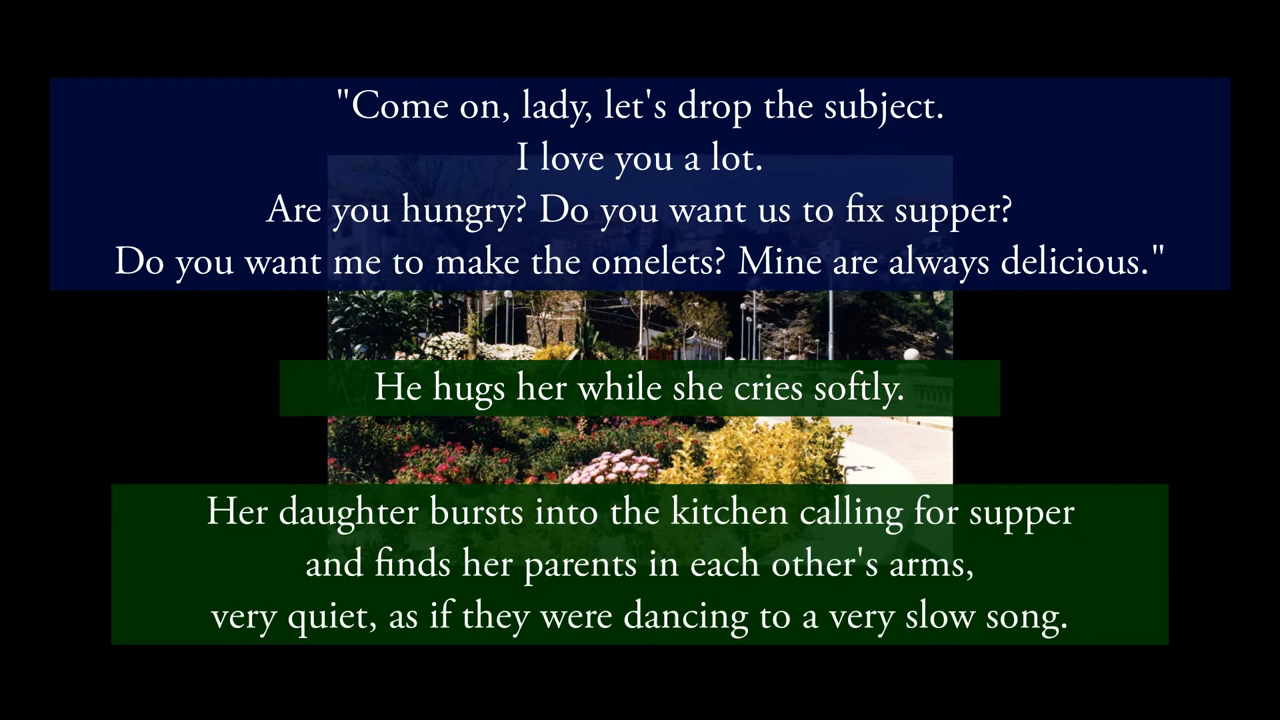 "Come on, lady, let's drop the subject.
I love you a lot.
Are you hungry? Do you want us to fix supper?
Do you want me to make the omelets? Mine are always delicious."
He hugs her while she cries softly.
Her daughter bursts into the kitchen calling for supper
and finds her parents in each other's arms,
very quiet, as if they were dancing to a very slow song.